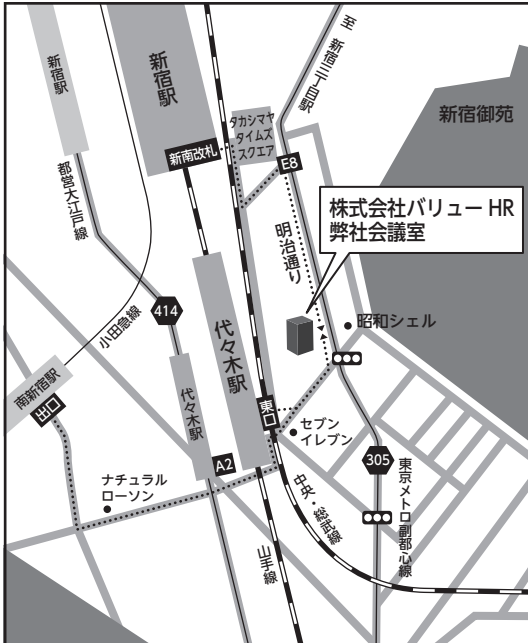 至 新宿三丁目駅
新宿駅
新宿駅
新宿御苑
タカシマヤ
タイムズ
スクエア
新南改札
E8
都営大江戸線
株式会社バリューHR
弊社会議室
明治通り
414
小田急線
昭和シェル
代々木駅
南新宿駅
出口
代々木駅
東口
セブン
イレブン
A2
305
ナチュラル
ローソン
中央・総武線
東京メトロ副都心線
山手線